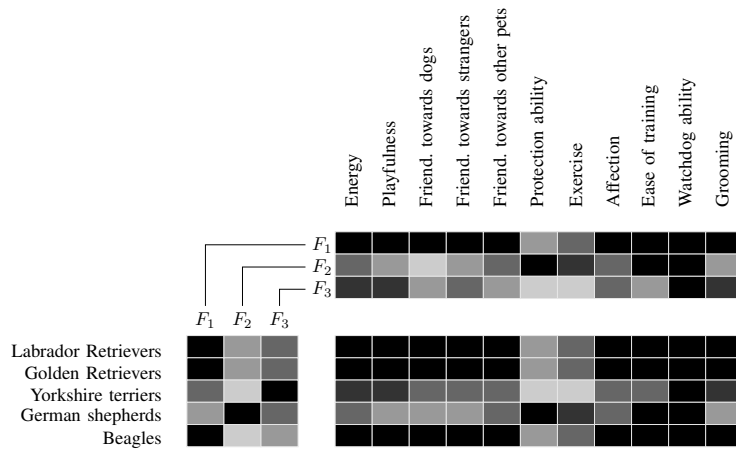 Energy
Playfulness
Friend. towards dogs
Friend. towards strangers
Friend. towards other pets
Protection ability
Exercise
Affection
Ease of training
Watchdog ability
Grooming
F1
F2
F3
F1 F2 F3
Labrador Retrievers
Golden Retrievers
Yorkshire terriers
German shepherds
Beagles